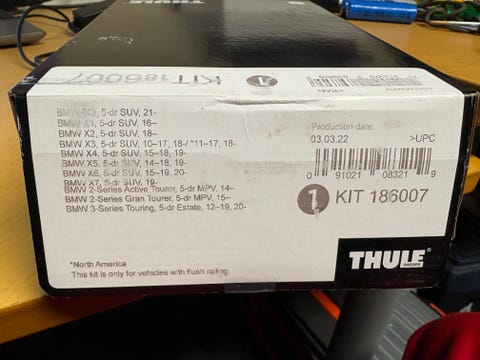 THULE
KIT 186007
1
BMW iX3, 5-dr SUV, 21-
BMW X1, 5-dr SUV, 16–
BMW X2, 5-dr SUV, 18–
BMW X3, 5-dr SUV, 10–17, 18-/ *11–17, 18-
BMW X4, 5-dr SUV, 15–18, 19-
BMW X5, 5-dr SUV, 14–18, 19-
BMW X6, 5-dr SUV, 15–19, 20-
BMW X7, 5-dr SUV, 19-
BMW 2-Series Active Tourer, 5-dr MPV, 14–
BMW 2-Series Gran Tourer, 5-dr MPV, 15–
BMW 3-Series Touring, 5-dr Estate, 12–19, 20-
*North America
This kit is only for vehicles with flush railing.
Production date:
03.03.22
>UPC
0 91021 08321 9
1 KIT 186007
THULE
SWEDEN